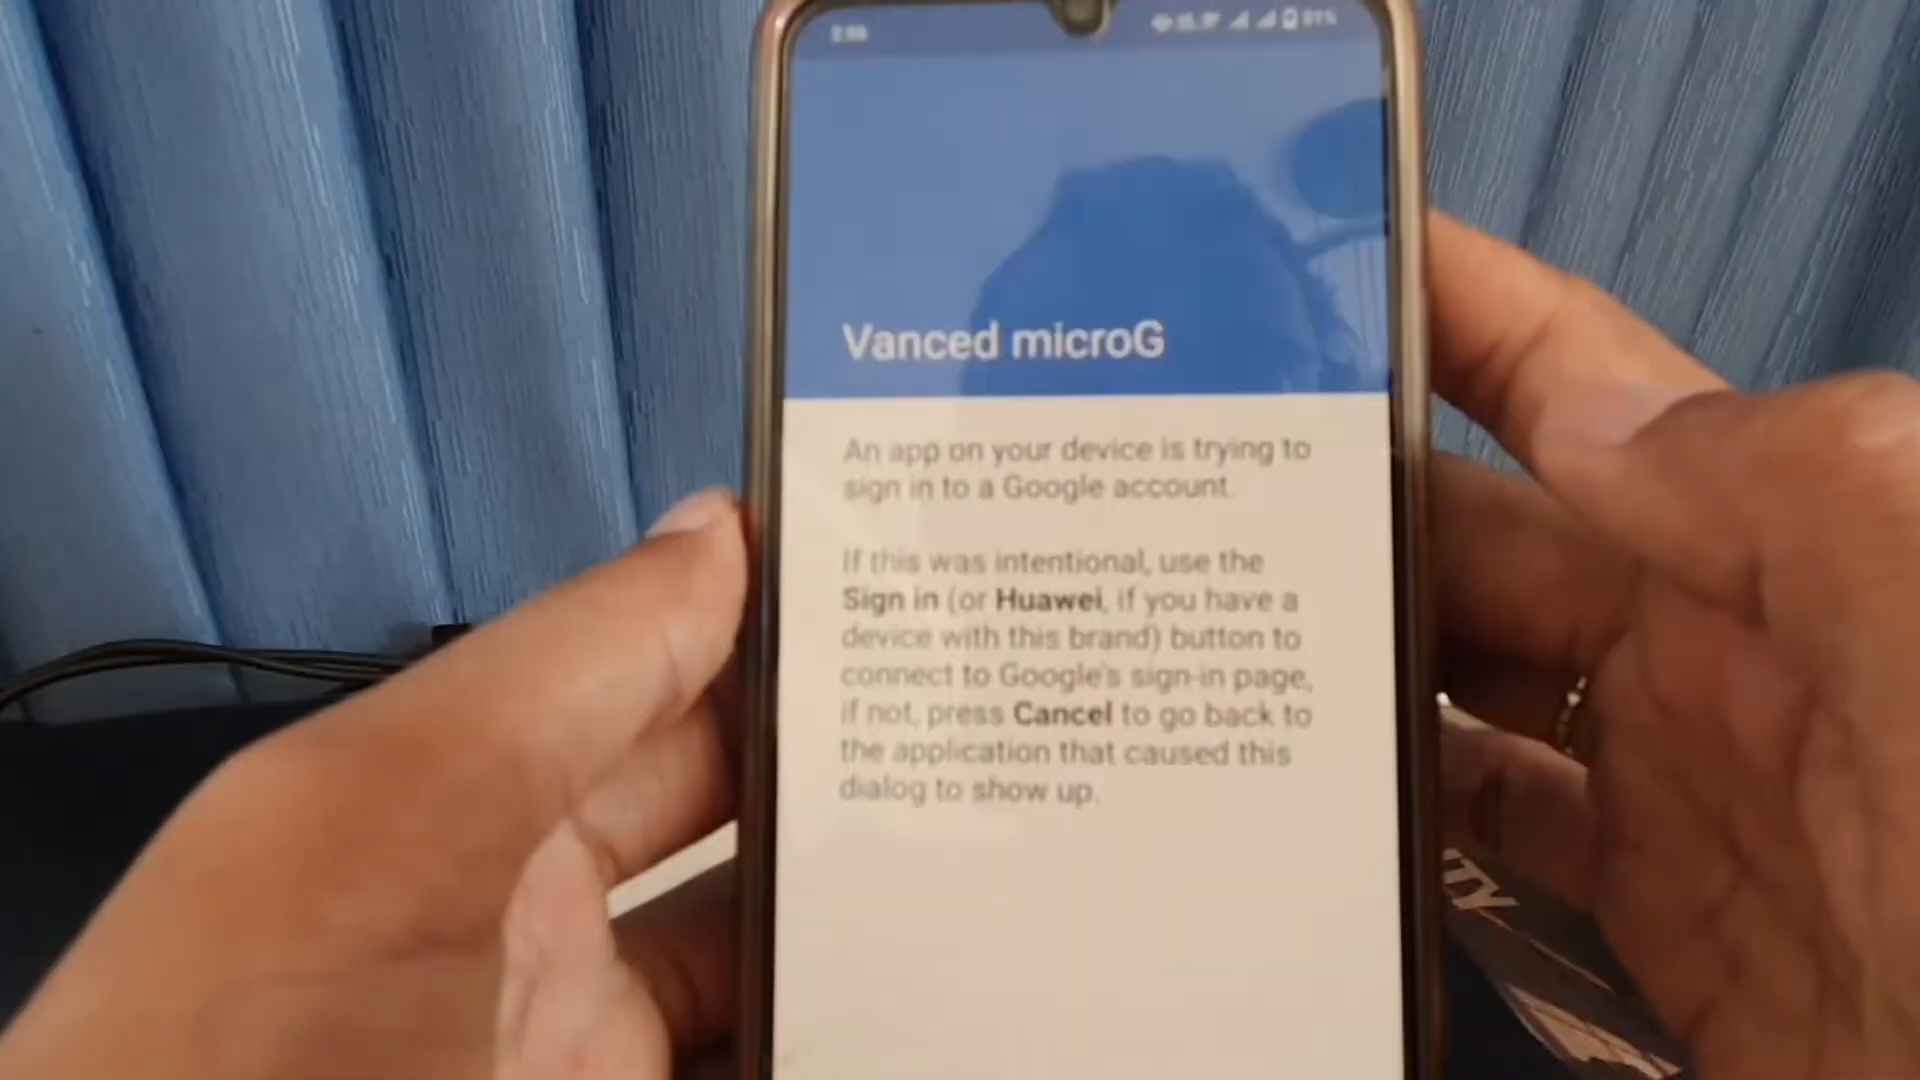 Vanced microG
An app on your device is trying to
sign in to a Google account.
If this was intentional, use the
Sign in (or Huawei, if you have a
device with this brand) button to
connect to Google's sign-in page,
if not, press Cancel to go back to
the application that caused this
dialog to show up.